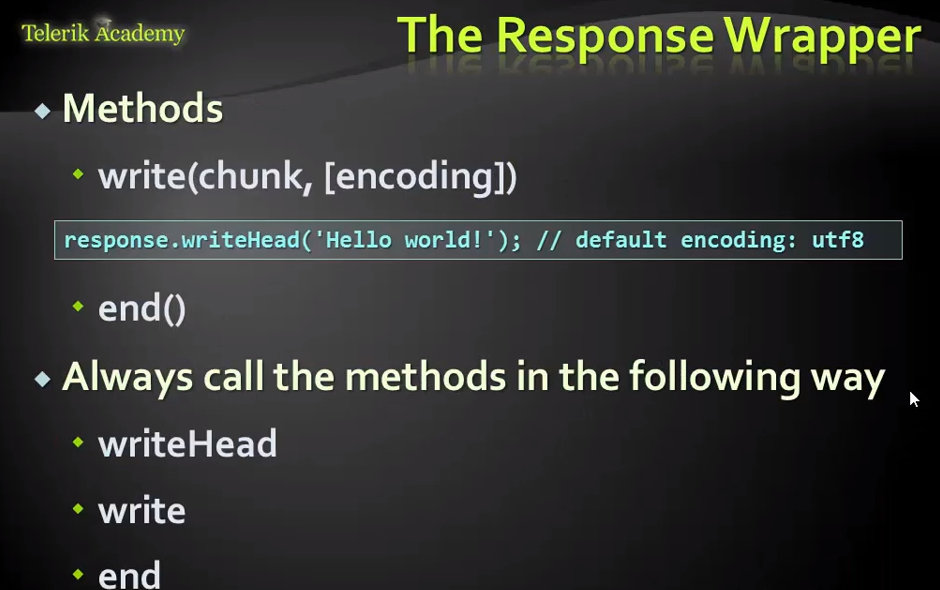 Telerik Academy
The Response Wrapper
Methods
write(chunk, [encoding])
response.writeHead('Hello world!'); // default encoding: utf8
end()
Always call the methods in the following way
writeHead
write
end